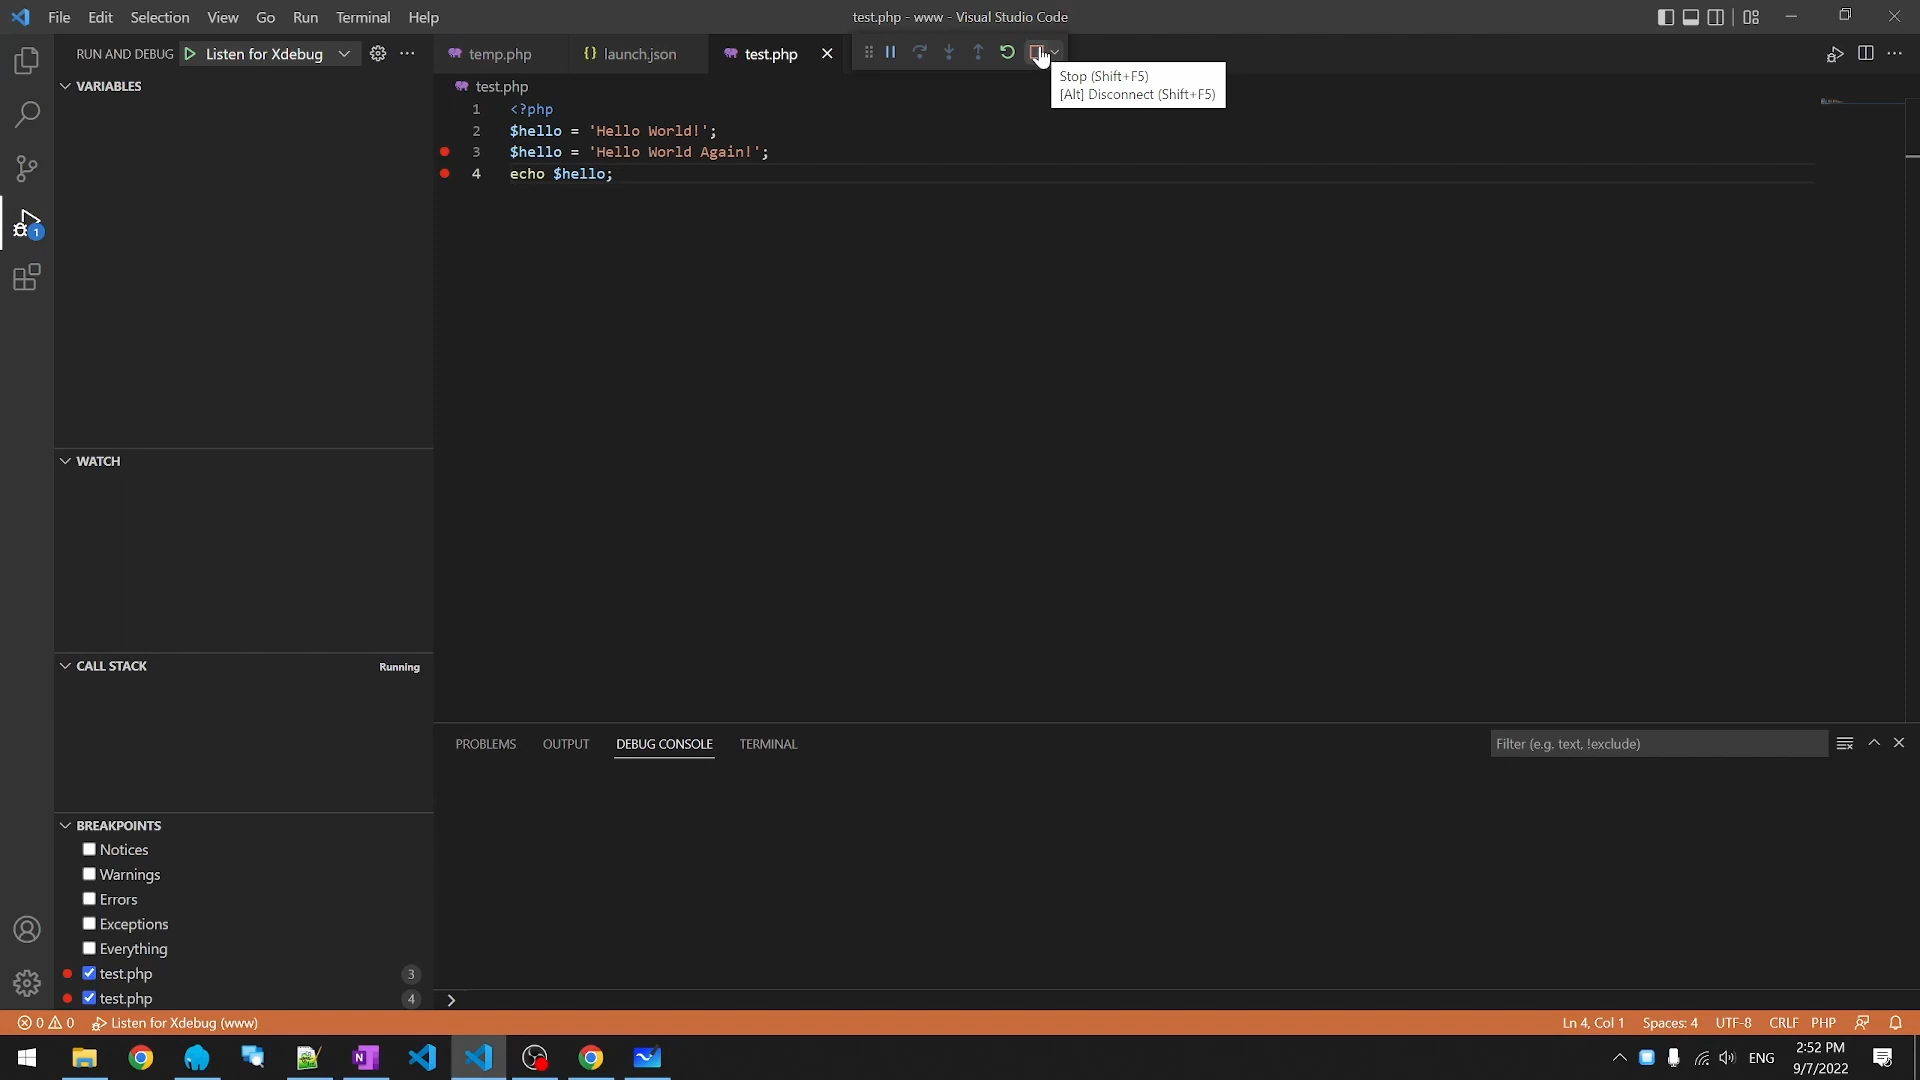 File Edit Selection View Go Run Terminal Help
test.php - www - Visual Studio Code
RUN AND DEBUG
Listen for Xdebug
temp.php
launch.json
test.php
Stop (Shift+F5)
[Alt] Disconnect (Shift+F5)
VARIABLES
test.php
1 <?php
2 $hello = 'Hello World!';
3 $hello = 'Hello World Again!';
4 echo $hello;
1
WATCH
CALL STACK
Running
PROBLEMS OUTPUT DEBUG CONSOLE TERMINAL
Filter (e.g. text, !exclude)
BREAKPOINTS
Notices
Warnings
Errors
Exceptions
Everything
test.php 3
test.php 4
0 0 Listen for Xdebug (www)
Ln 4, Col 1 Spaces: 4 UTF-8 CRLF PHP
ENG
2:52 PM
9/7/2022